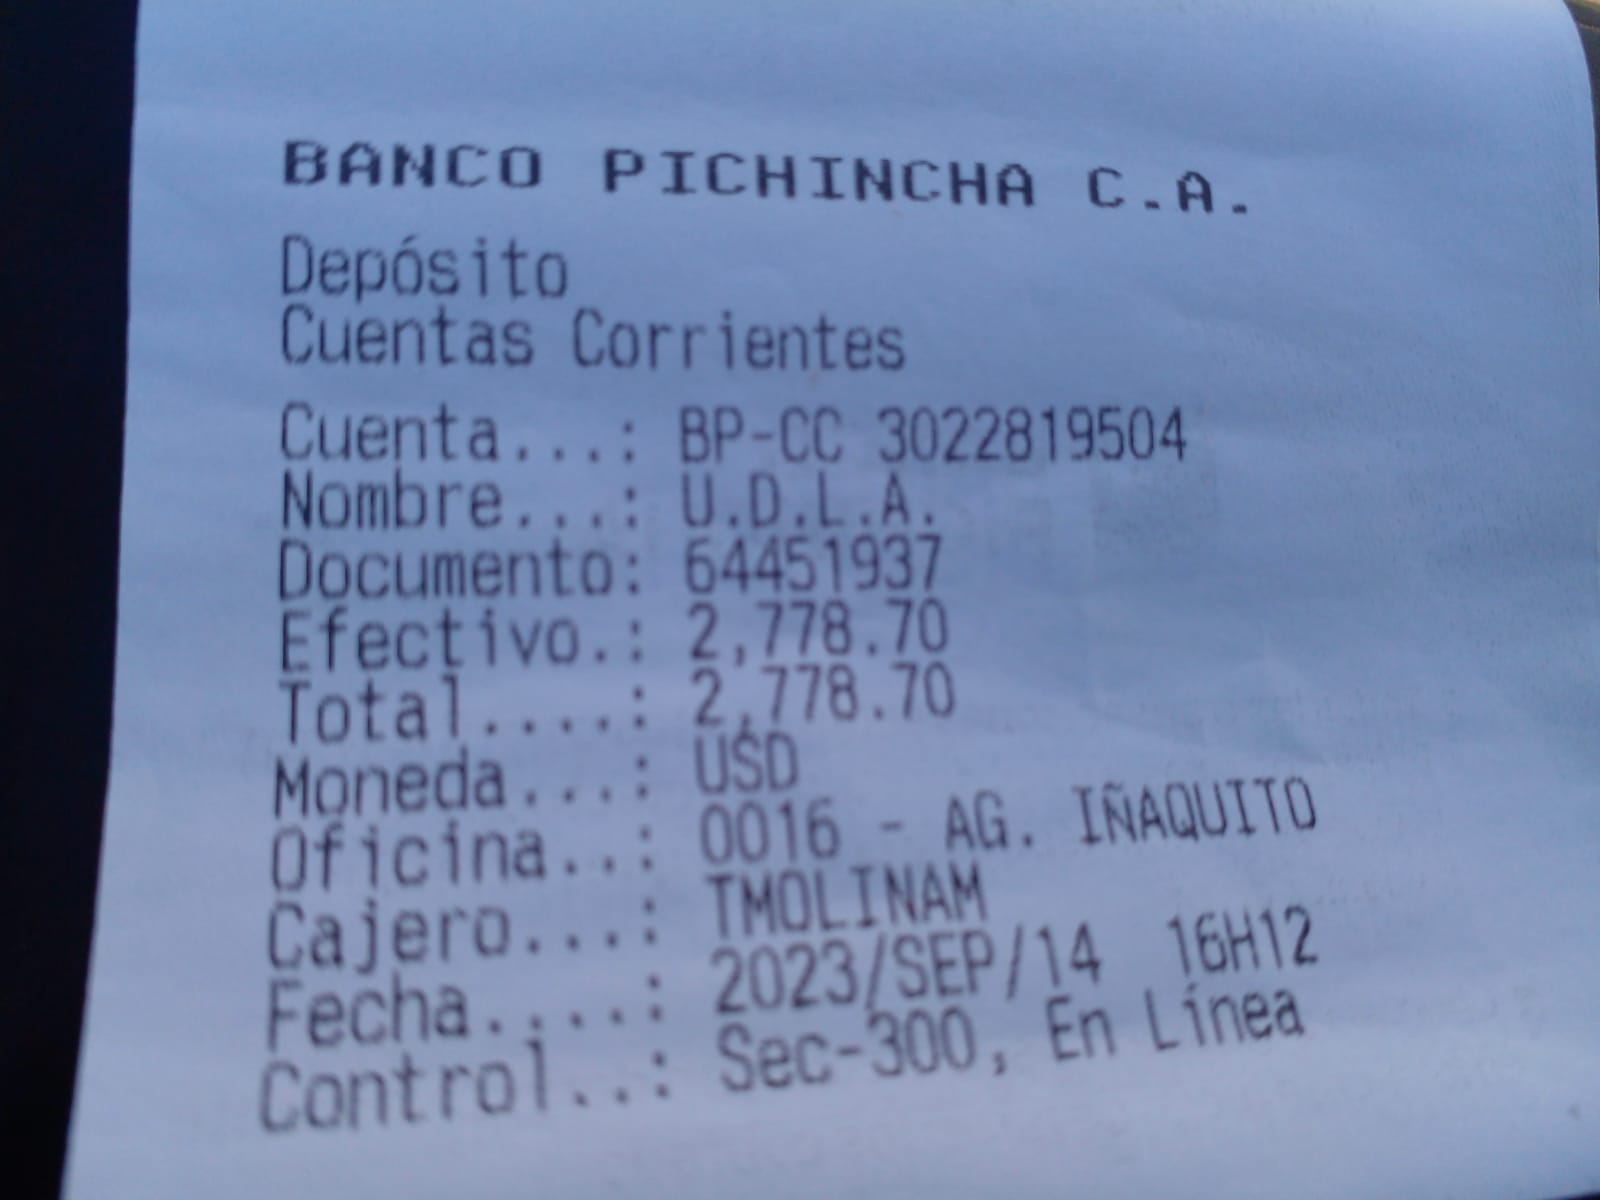 BANCO PICHINCHA C.A.
Depósito
Cuentas Corrientes
Cuenta...: BP-CC 3022819504
Nombre...: U.D.L.A.
Documento: 64451937
Efectivo.: 2,778.70
Total....: 2,778.70
Moneda...: USD
Oficina..: 0016 - AG. IÑAQUITO
Cajero...: TMOLINAM
Fecha....: 2023/SEP/14 16H12
Control..: Sec-300, En Línea